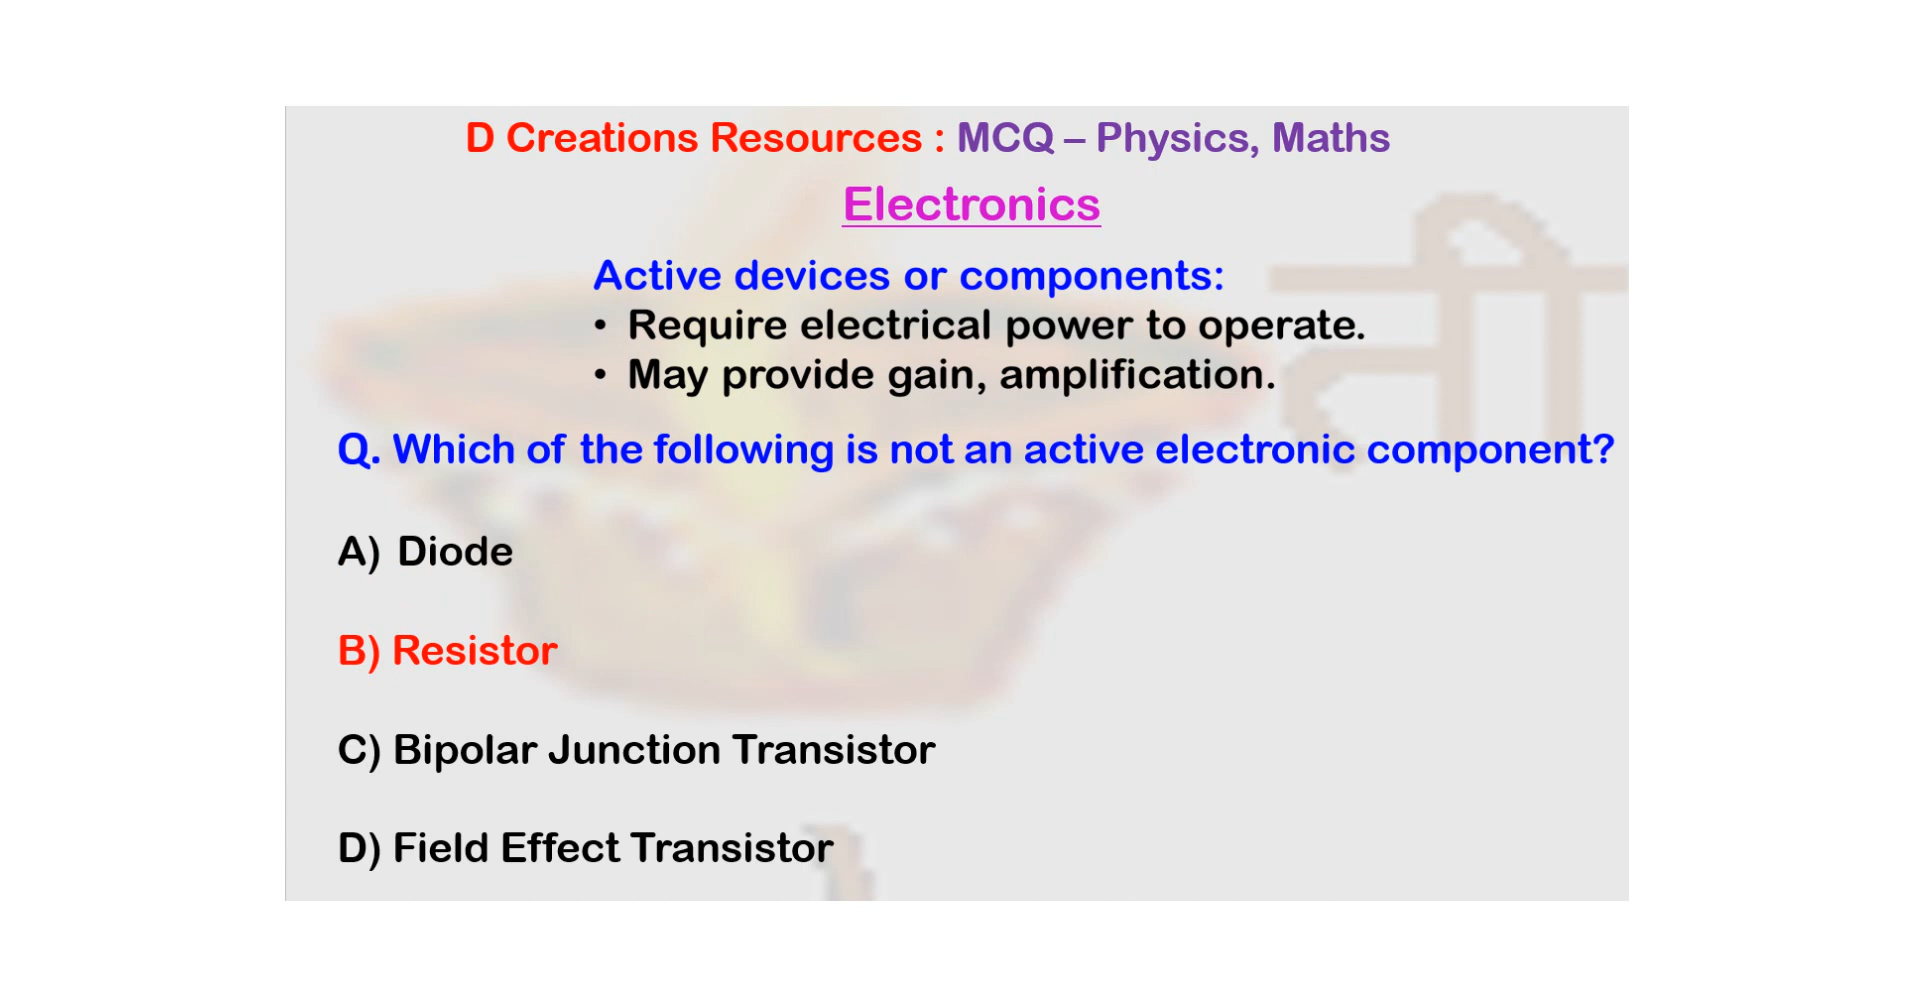 D Creations Resources : MCQ – Physics, Maths
Electronics
Active devices or components:
• Require electrical power to operate.
• May provide gain, amplification.
Q. Which of the following is not an active electronic component?
A) Diode
B) Resistor
C) Bipolar Junction Transistor
D) Field Effect Transistor